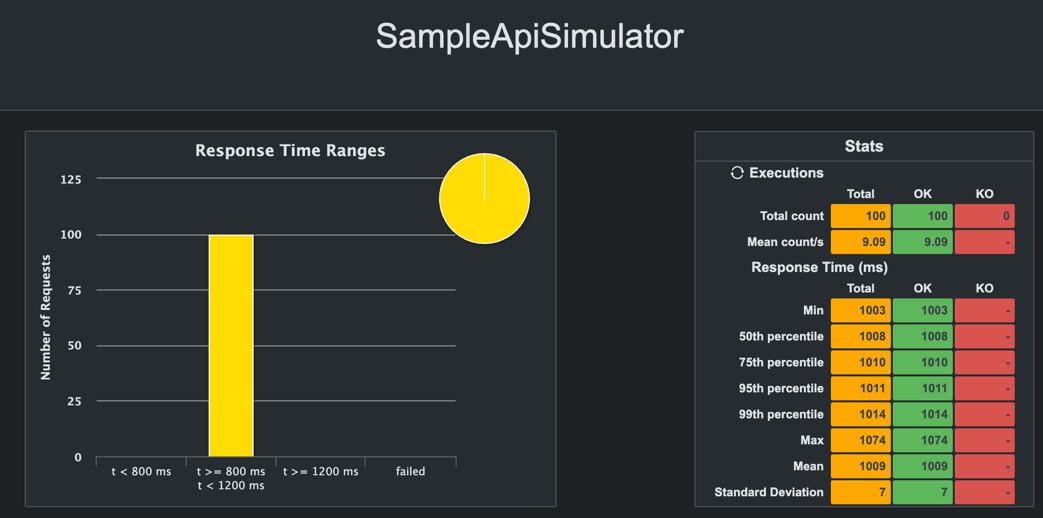 SampleApiSimulator
Response Time Ranges
125
100
75
50
25
0
Number of Requests
t < 800 ms
t >= 800 ms
t < 1200 ms
t >= 1200 ms
failed
Stats
Executions
Total OK KO
Total count 100 100 0
Mean count/s 9.09 9.09 -
Response Time (ms)
Total OK KO
Min 1003 1003 -
50th percentile 1008 1008 -
75th percentile 1010 1010 -
95th percentile 1011 1011 -
99th percentile 1014 1014 -
Max 1074 1074 -
Mean 1009 1009 -
Standard Deviation 7 7 -